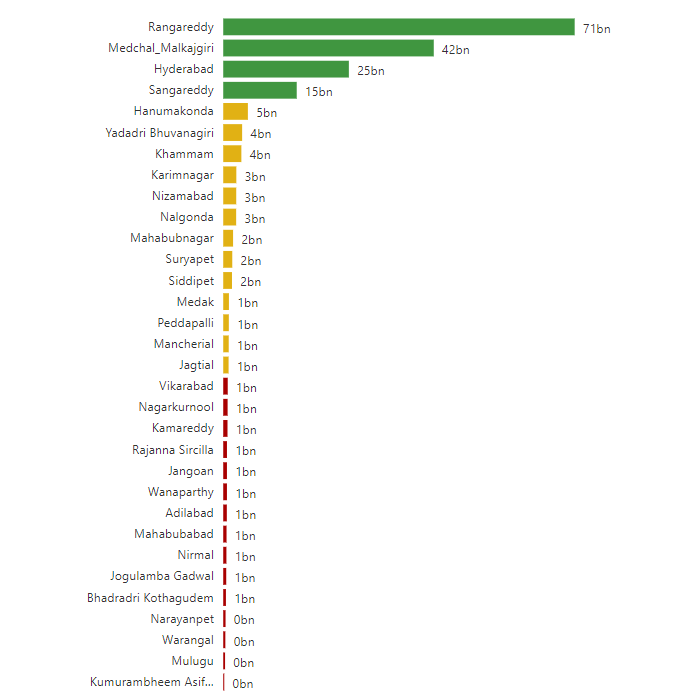 Rangareddy 71bn
Medchal_Malkajgiri 42bn
Hyderabad 25bn
Sangareddy 15bn
Hanumakonda 5bn
Yadadri Bhuvanagiri 4bn
Khammam 4bn
Karimnagar 3bn
Nizamabad 3bn
Nalgonda 3bn
Mahabubnagar 2bn
Suryapet 2bn
Siddipet 2bn
Medak 1bn
Peddapalli 1bn
Mancherial 1bn
Jagtial 1bn
Vikarabad 1bn
Nagarkurnool 1bn
Kamareddy 1bn
Rajanna Sircilla 1bn
Jangoan 1bn
Wanaparthy 1bn
Adilabad 1bn
Mahabubabad 1bn
Nirmal 1bn
Jogulamba Gadwal 1bn
Bhadradri Kothagudem 1bn
Narayanpet 0bn
Warangal 0bn
Mulugu 0bn
Kumurambheem Asif... 0bn